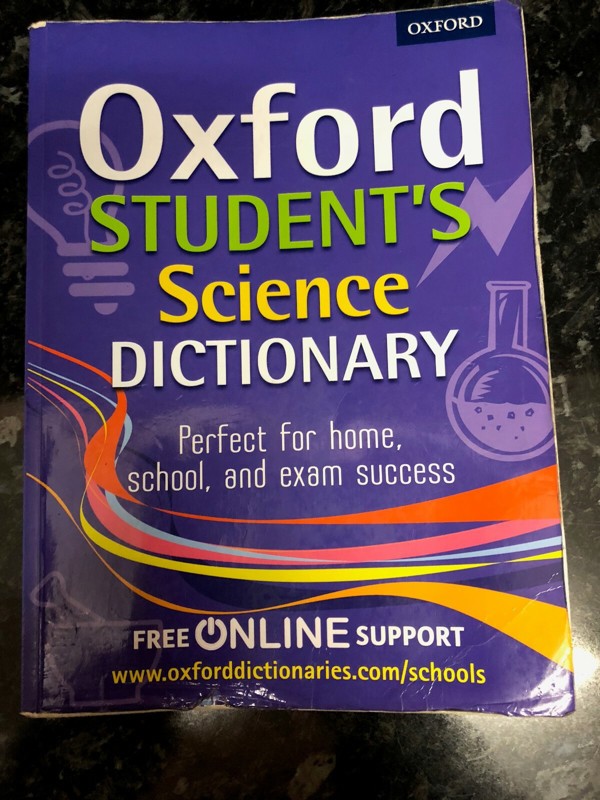 OXFORD
Oxford
STUDENT'S
Science
DICTIONARY
Perfect for home,
school, and exam success
FREE ONLINE SUPPORT
www.oxforddictionaries.com/schools